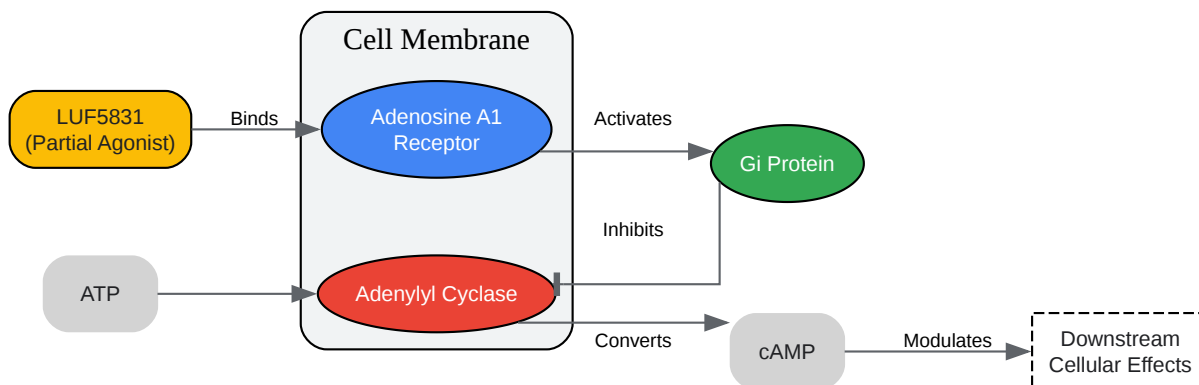 Cell Membrane
LUF5831
(Partial Agonist)
Binds
Adenosine A1
Receptor
Activates
Gi Protein
Inhibits
ATP
Adenylyl Cyclase
Converts
cAMP
Modulates
Downstream
Cellular Effects